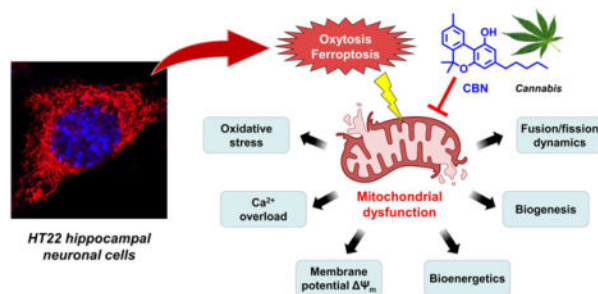 Oxytosis
Ferroptosis
OH
O
CBN
Cannabis
Oxidative
stress
Fusion/fission
dynamics
Mitochondrial
dysfunction
Ca²⁺
overload
Biogenesis
Membrane
potential ΔΨₘ
Bioenergetics
HT22 hippocampal
neuronal cells